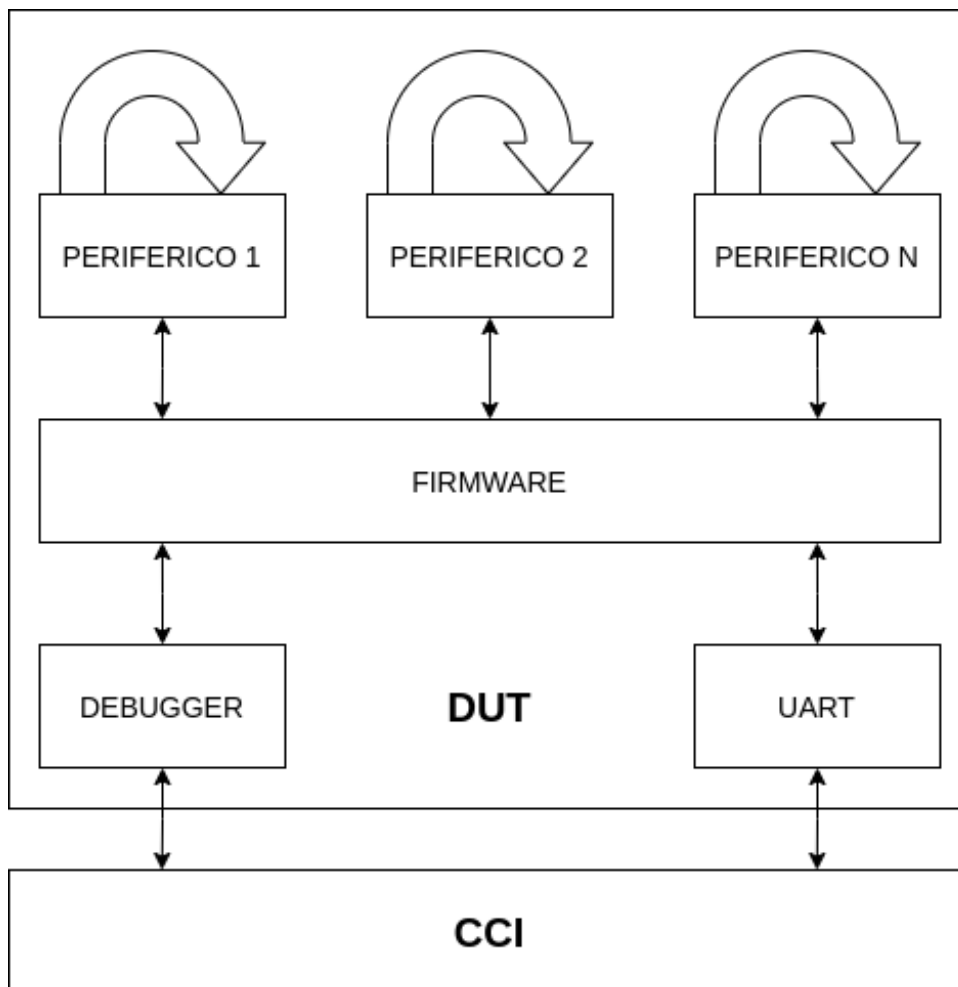 PERIFERICO 1
PERIFERICO 2
PERIFERICO N
FIRMWARE
DEBUGGER
DUT
UART
CCI